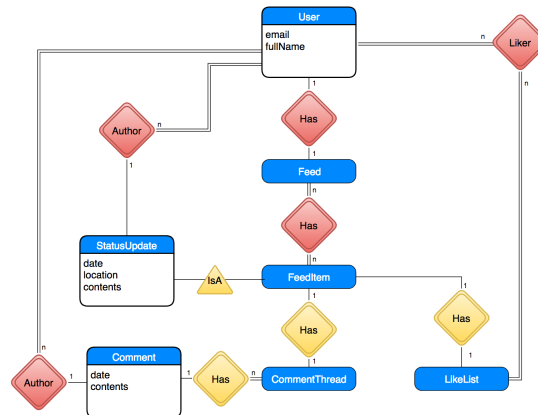 User
email
fullName
n
n
Liker
n
1
n
Has
Author
1
1
Feed
n
n
Has
StatusUpdate
date
location
contents
IsA
n
FeedItem
1
1
Has
Has
n
1
1
Comment
date
contents
Author
1
1
Has
n
CommentThread
LikeList
n